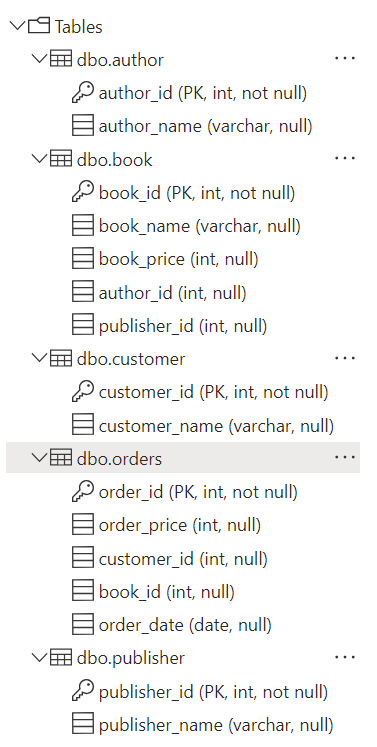 Tables
dbo.author
author_id (PK, int, not null)
author_name (varchar, null)
dbo.book
book_id (PK, int, not null)
book_name (varchar, null)
book_price (int, null)
author_id (int, null)
publisher_id (int, null)
dbo.customer
customer_id (PK, int, not null)
customer_name (varchar, null)
dbo.orders
order_id (PK, int, not null)
order_price (int, null)
customer_id (int, null)
book_id (int, null)
order_date (date, null)
dbo.publisher
publisher_id (PK, int, not null)
publisher_name (varchar, null)